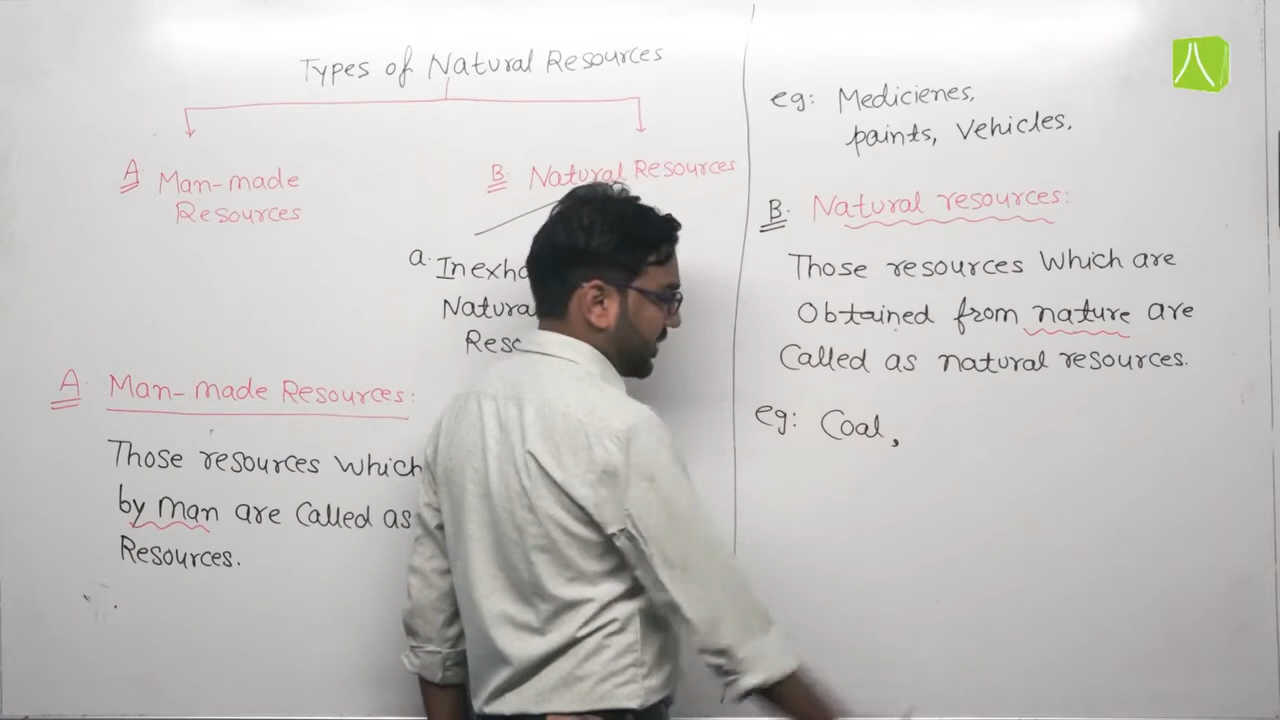 Types of Natural Resources
A Man-made
Resources
B. Natural Resources
a.
Natura
A. Man-made Resources:
Those resources which
by man are called as
Resources.
eg: Medicienes,
paints, Vehicles,
B. Natural resources:
Those resources which are
Obtained from nature are
Called as natural resources.
eg: Coal,